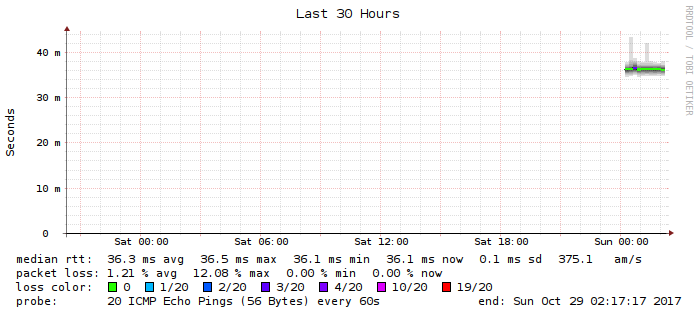 Last 30 Hours
RRDTOOL / TOBI OETIKER
Seconds
40 m
30 m
20 m
10 m
0
Sat 00:00 Sat 06:00 Sat 12:00 Sat 18:00 Sun 00:00
median rtt: 36.3 ms avg 36.5 ms max 36.1 ms min 36.1 ms now 0.1 ms sd 375.1 am/s
packet loss: 1.21 % avg 12.08 % max 0.00 % min 0.00 % now
loss color: 0 1/20 2/20 3/20 4/20 10/20 19/20
probe: 20 ICMP Echo Pings (56 Bytes) every 60s end: Sun Oct 29 02:17:17 2017